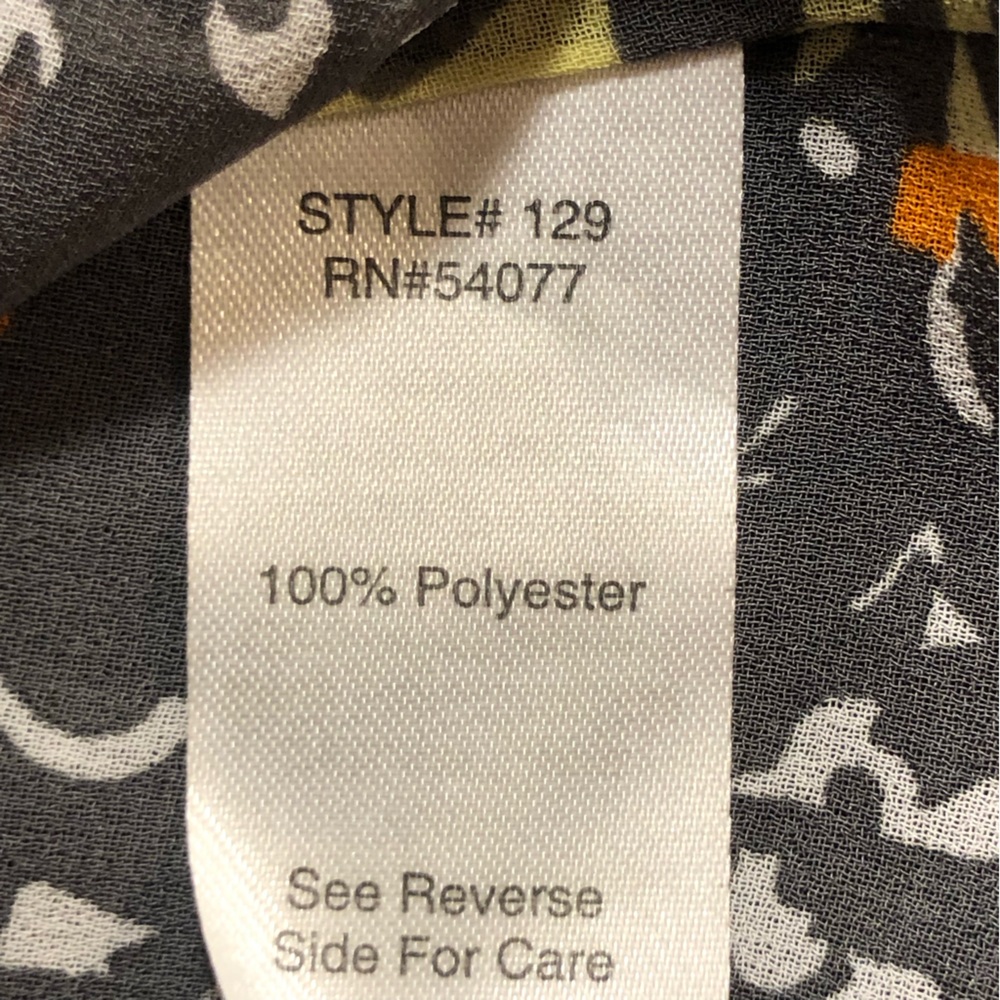 STYLE# 129
RN#54077
100% Polyester
See Reverse
Side For Care